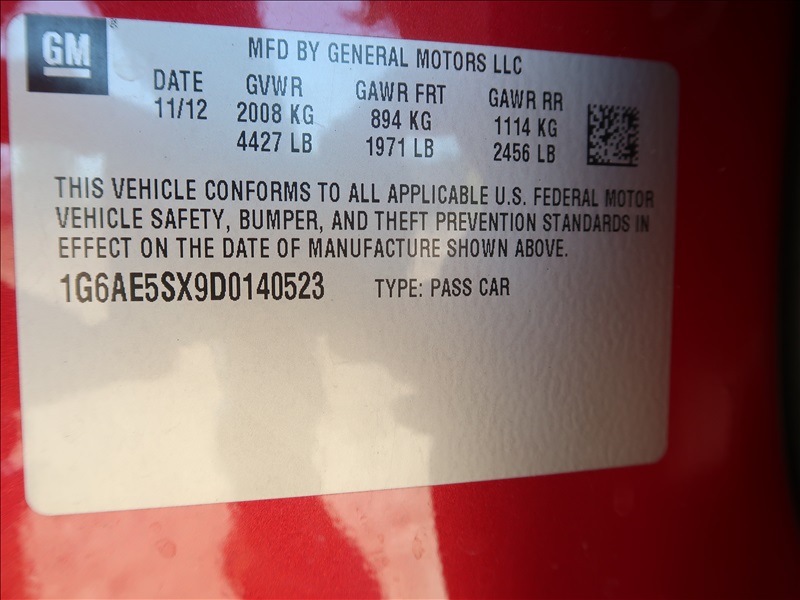 GM
MFD BY GENERAL MOTORS LLC
DATE GVWR GAWR FRT GAWR RR
11/12 2008 KG 894 KG 1114 KG
4427 LB 1971 LB 2456 LB
THIS VEHICLE CONFORMS TO ALL APPLICABLE U.S. FEDERAL MOTOR
VEHICLE SAFETY, BUMPER, AND THEFT PREVENTION STANDARDS IN
EFFECT ON THE DATE OF MANUFACTURE SHOWN ABOVE.
1G6AE5SX9D0140523 TYPE: PASS CAR